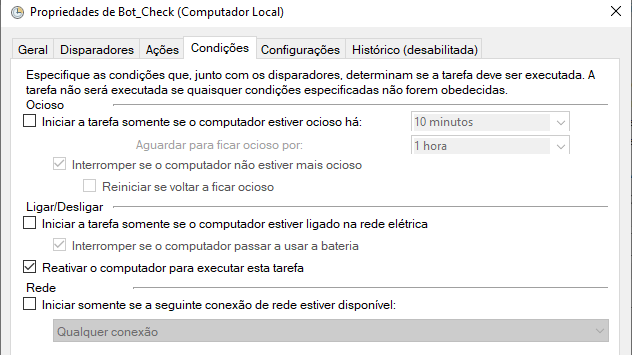 Propriedades de Bot_Check (Computador Local)
Geral Disparadores Ações Condições Configurações Histórico (desabilitada)
Especifique as condições que, junto com os disparadores, determinam se a tarefa deve ser executada. A
tarefa não será executada se quaisquer condições especificadas não forem obedecidas.
Ocioso
Iniciar a tarefa somente se o computador estiver ocioso há: 10 minutos
Aguardar para ficar ocioso por: 1 hora
Interromper se o computador não estiver mais ocioso
Reiniciar se voltar a ficar ocioso
Ligar/Desligar
Iniciar a tarefa somente se o computador estiver ligado na rede elétrica
Interromper se o computador passar a usar a bateria
Reativar o computador para executar esta tarefa
Rede
Iniciar somente se a seguinte conexão de rede estiver disponível:
Qualquer conexão